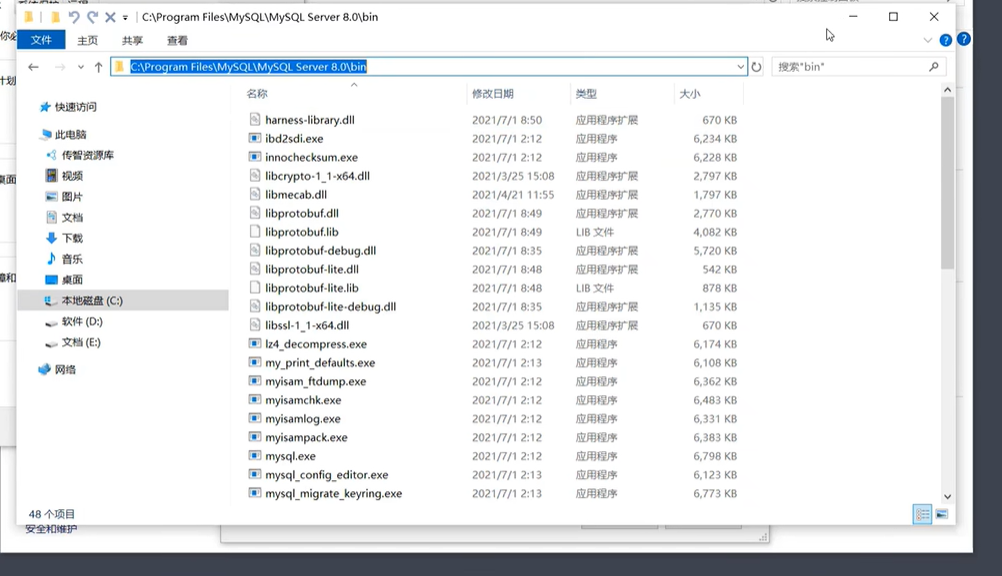 C:\Program Files\MySQL\MySQL Server 8.0\bin
文件 主页 共享 查看
C:\Program Files\MySQL\MySQL Server 8.0\bin
搜索"bin"
名称 修改日期 类型 大小
快速访问
此电脑
传智资源库
视频
图片
文档
下载
音乐
桌面
本地磁盘 (C:)
软件 (D:)
文档 (E:)
网络
harness-library.dll 2021/7/1 8:50 应用程序扩展 670 KB
ibd2sdi.exe 2021/7/1 2:12 应用程序 6,234 KB
innochecksum.exe 2021/7/1 2:12 应用程序 6,228 KB
libcrypto-1_1-x64.dll 2021/3/25 15:08 应用程序扩展 2,797 KB
libmecab.dll 2021/4/21 11:55 应用程序扩展 1,797 KB
libprotobuf.dll 2021/7/1 8:49 应用程序扩展 2,770 KB
libprotobuf.lib 2021/7/1 8:49 LIB 文件 4,082 KB
libprotobuf-debug.dll 2021/7/1 8:35 应用程序扩展 5,720 KB
libprotobuf-lite.dll 2021/7/1 8:48 应用程序扩展 542 KB
libprotobuf-lite.lib 2021/7/1 8:48 LIB 文件 878 KB
libprotobuf-lite-debug.dll 2021/7/1 8:35 应用程序扩展 1,135 KB
libssl-1_1-x64.dll 2021/3/25 15:08 应用程序扩展 670 KB
lz4_decompress.exe 2021/7/1 2:12 应用程序 6,174 KB
my_print_defaults.exe 2021/7/1 2:13 应用程序 6,108 KB
myisam_ftdump.exe 2021/7/1 2:12 应用程序 6,362 KB
myisamchk.exe 2021/7/1 2:12 应用程序 6,483 KB
myisamlog.exe 2021/7/1 2:12 应用程序 6,331 KB
myisampack.exe 2021/7/1 2:12 应用程序 6,383 KB
mysql.exe 2021/7/1 2:12 应用程序 6,798 KB
mysql_config_editor.exe 2021/7/1 2:13 应用程序 6,123 KB
mysql_migrate_keyring.exe 2021/7/1 2:13 应用程序 6,773 KB
48 个项目
安全和维护